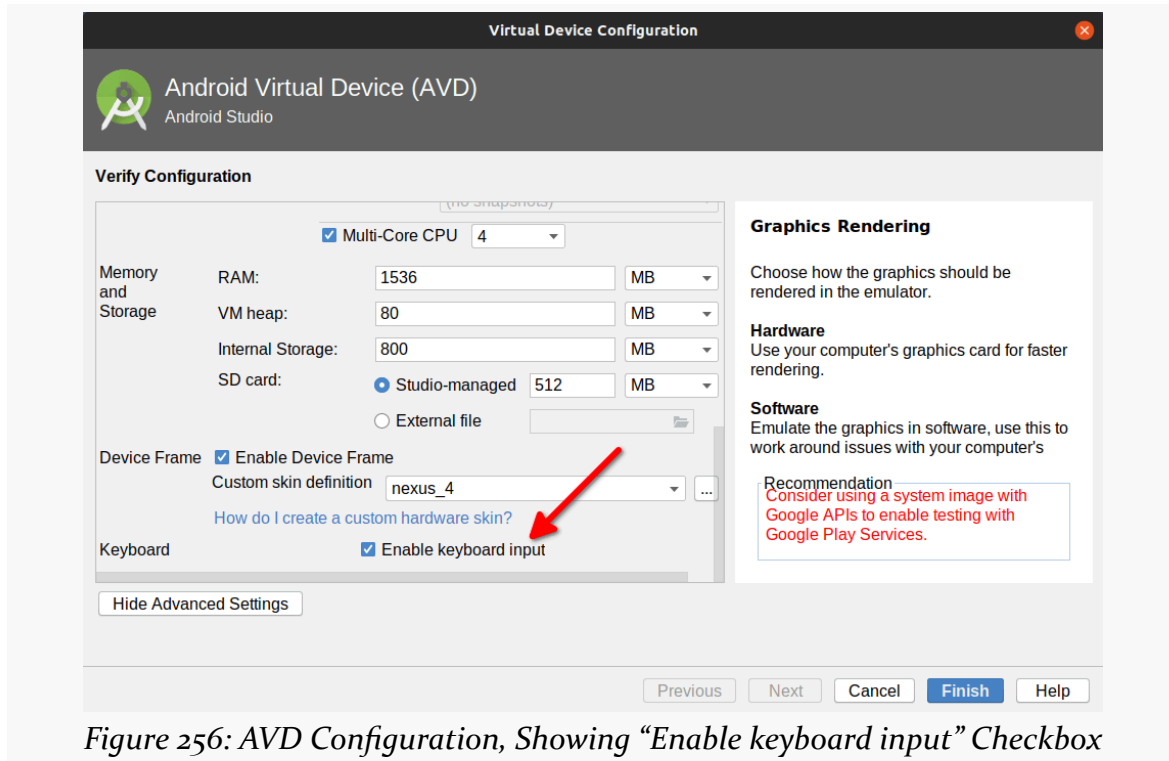 Virtual Device Configuration
Android Virtual Device (AVD)
Android Studio
Verify Configuration
(no snapshots)
Multi-Core CPU 4
Memory and Storage
RAM: 1536 MB
VM heap: 80 MB
Internal Storage: 800 MB
SD card: Studio-managed 512 MB
External file
Device Frame Enable Device Frame
Custom skin definition nexus_4 ...
How do I create a custom hardware skin?
Keyboard Enable keyboard input
Hide Advanced Settings
Graphics Rendering
Choose how the graphics should be
rendered in the emulator.
Hardware
Use your computer's graphics card for faster
rendering.
Software
Emulate the graphics in software, use this to
work around issues with your computer's
Recommendation
Consider using a system image with
Google APIs to enable testing with
Google Play Services.
Previous Next Cancel Finish Help
Figure 256: AVD Configuration, Showing “Enable keyboard input” Checkbox